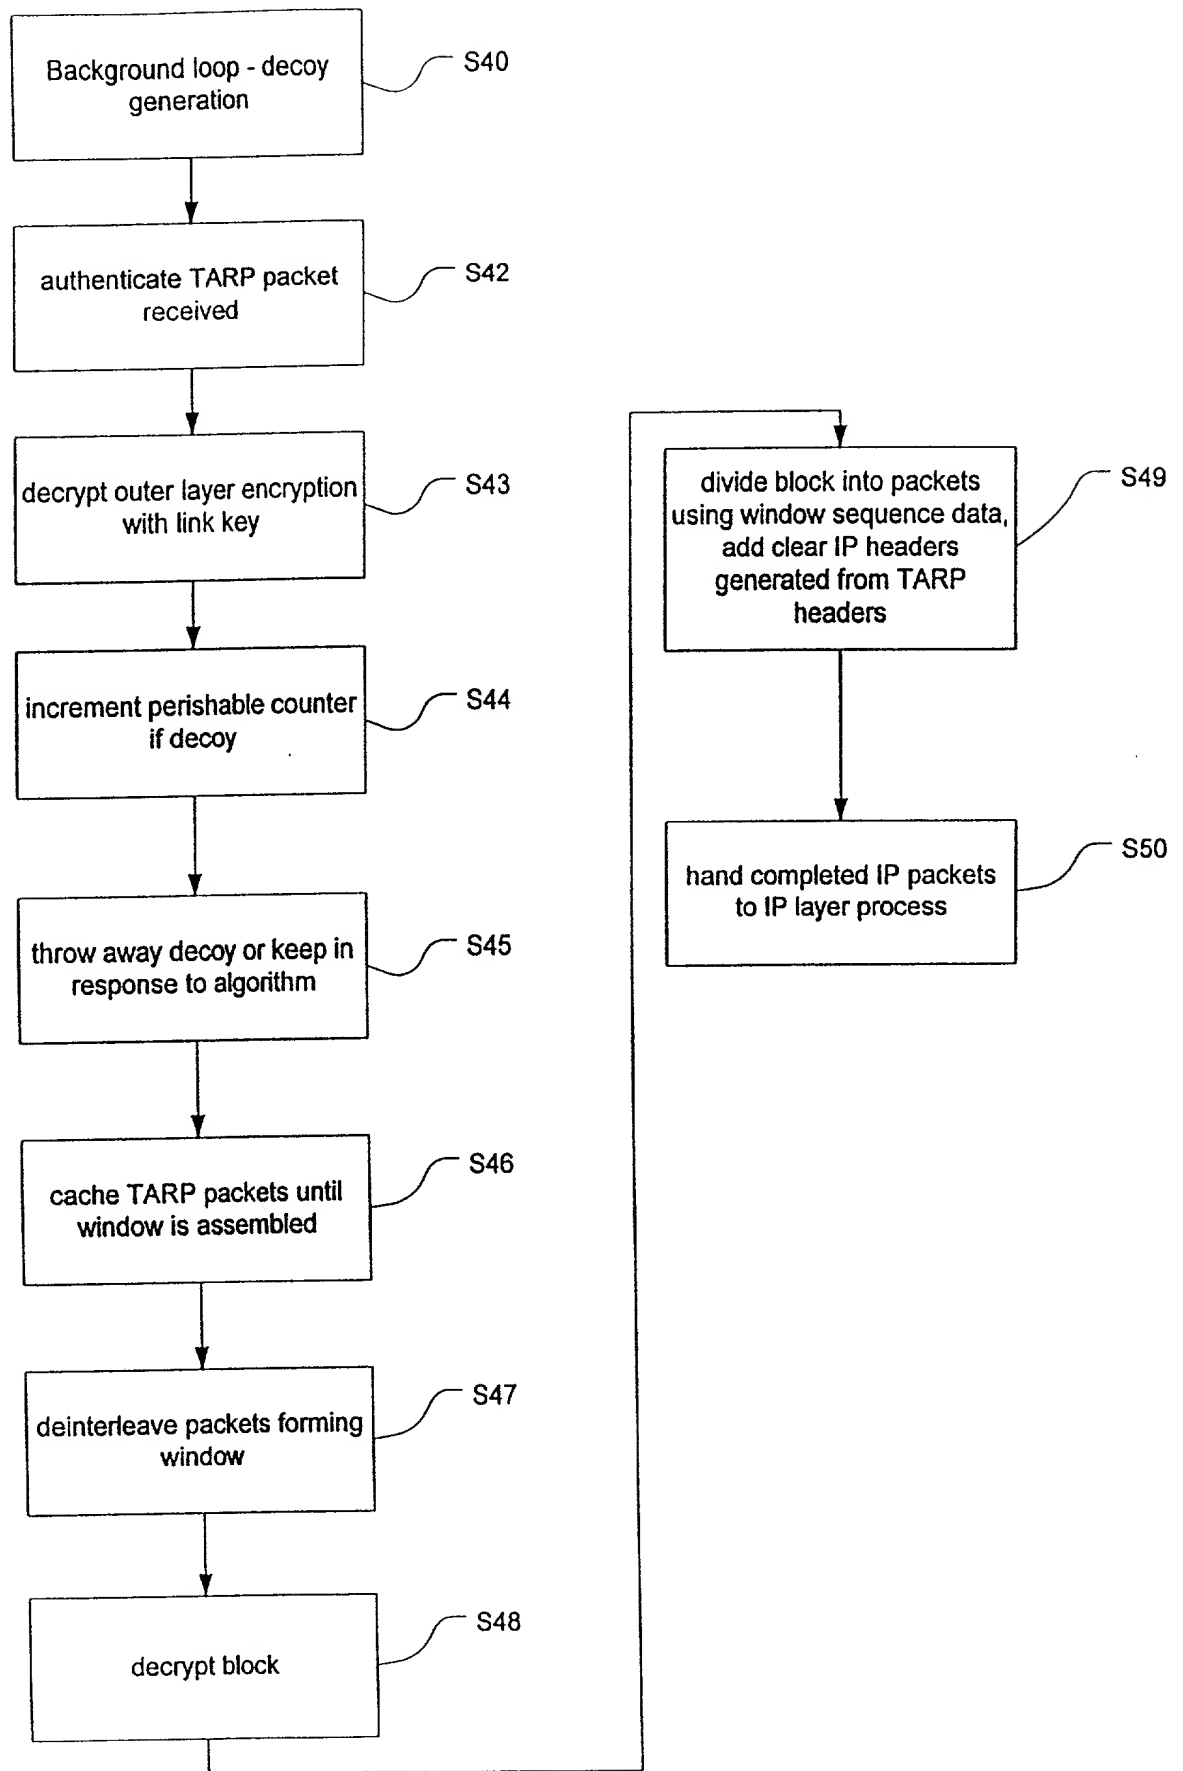 Background loop - decoy
generation
S40
authenticate TARP packet
received
S42
decrypt outer layer encryption
with link key
S43
increment perishable counter
if decoy
S44
throw away decoy or keep in
response to algorithm
S45
cache TARP packets until
window is assembled
S46
deinterleave packets forming
window
S47
decrypt block
S48
divide block into packets
using window sequence data,
add clear IP headers
generated from TARP
headers
S49
hand completed IP packets
to IP layer process
S50